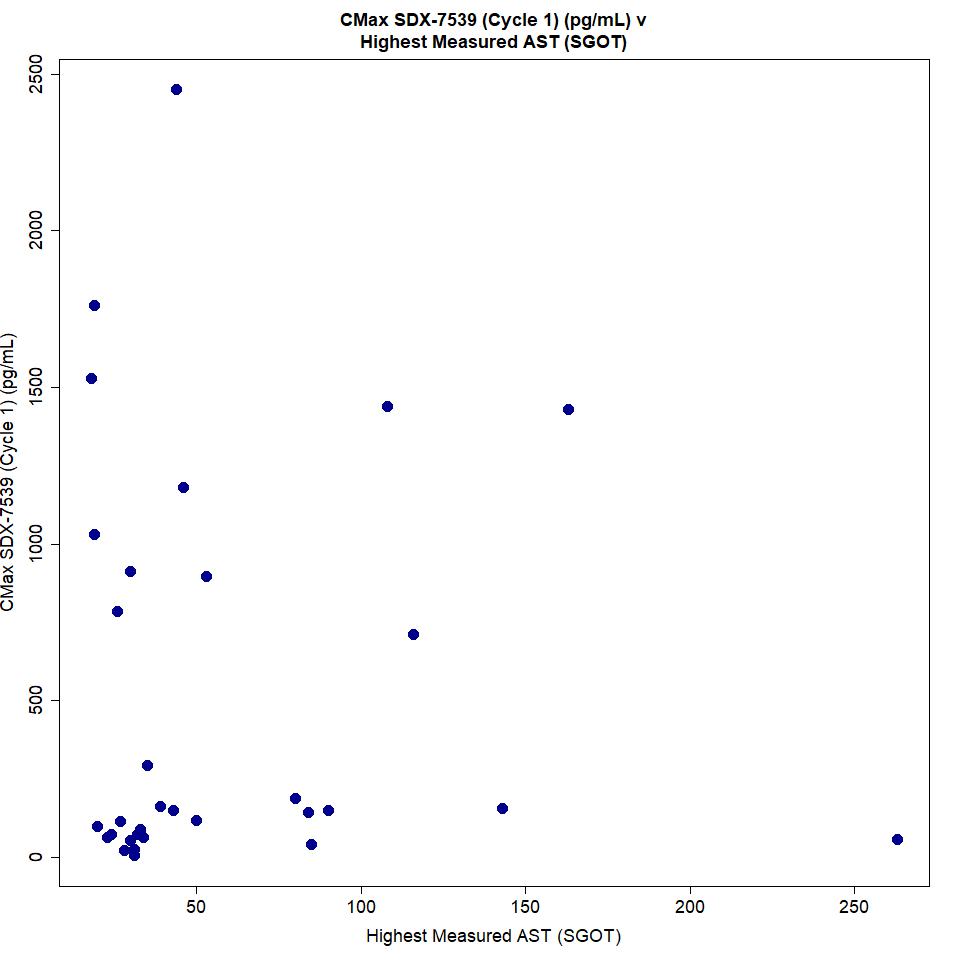 CMax SDX-7539 (Cycle 1) (pg/mL) v
Highest Measured AST (SGOT)
CMax SDX-7539 (Cycle 1) (pg/mL)
2500
2000
1500
1000
500
0
50
100
150
200
250
Highest Measured AST (SGOT)